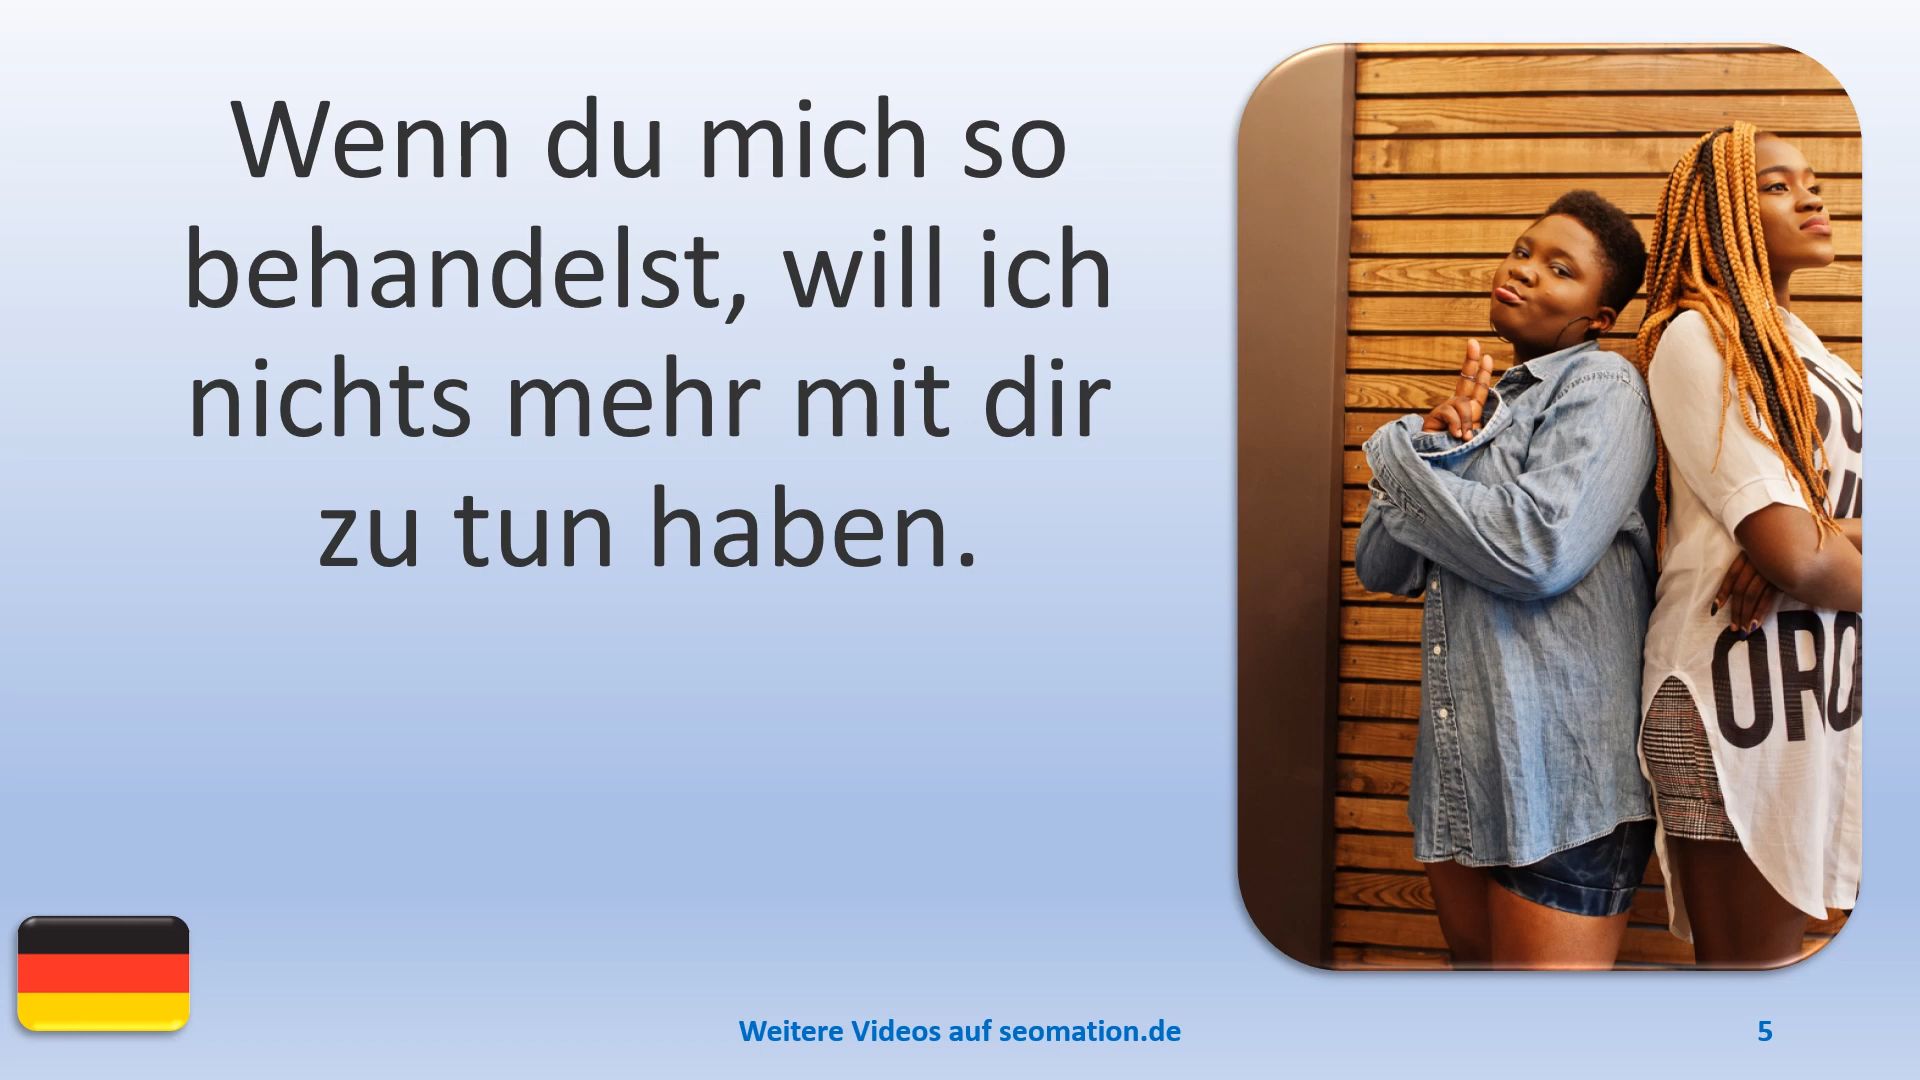 Wenn du mich so
behandelst, will ich
nichts mehr mit dir
zu tun haben.
ORO
Weitere Videos auf seomation.de
5